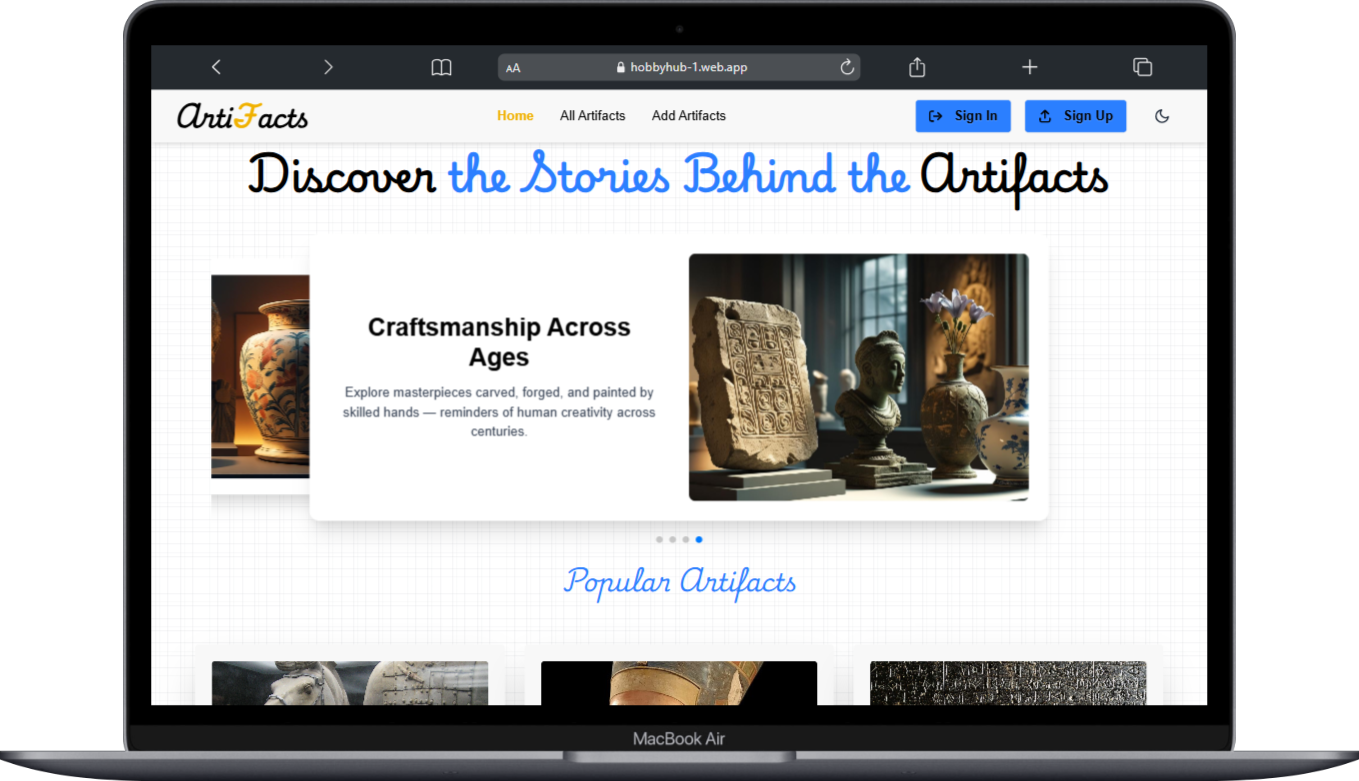 AA
hobbyhub-1.web.app
ArtiFacts
Home
All Artifacts
Add Artifacts
Sign In
Sign Up
Discover the Stories Behind the Artifacts
Craftsmanship Across
Ages
Explore masterpieces carved, forged, and painted by
skilled hands — reminders of human creativity across
centuries.
Popular Artifacts
MacBook Air